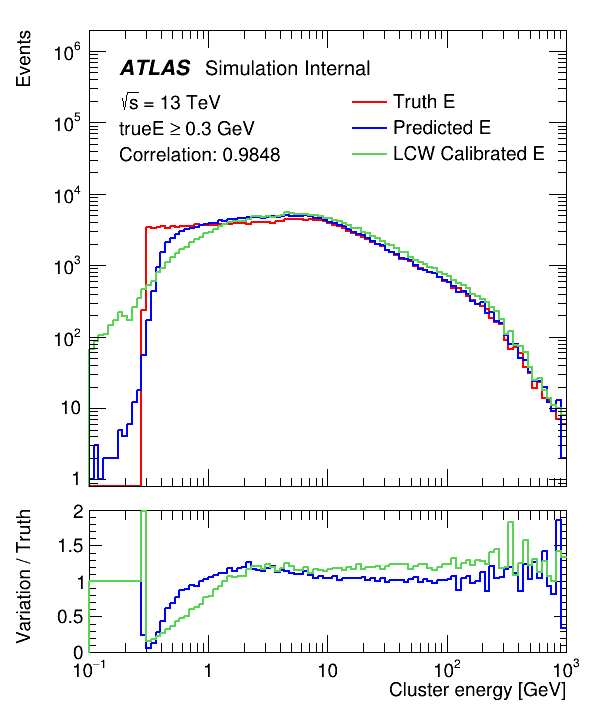 Events
10⁶
10⁵
10⁴
10³
10²
10
1
ATLAS Simulation Internal
√s = 13 TeV
trueE ≥ 0.3 GeV
Correlation: 0.9848
Truth E
Predicted E
LCW Calibrated E
Variation / Truth
2
1.5
1
0.5
0
10⁻¹
1
10
10²
10³
Cluster energy [GeV]